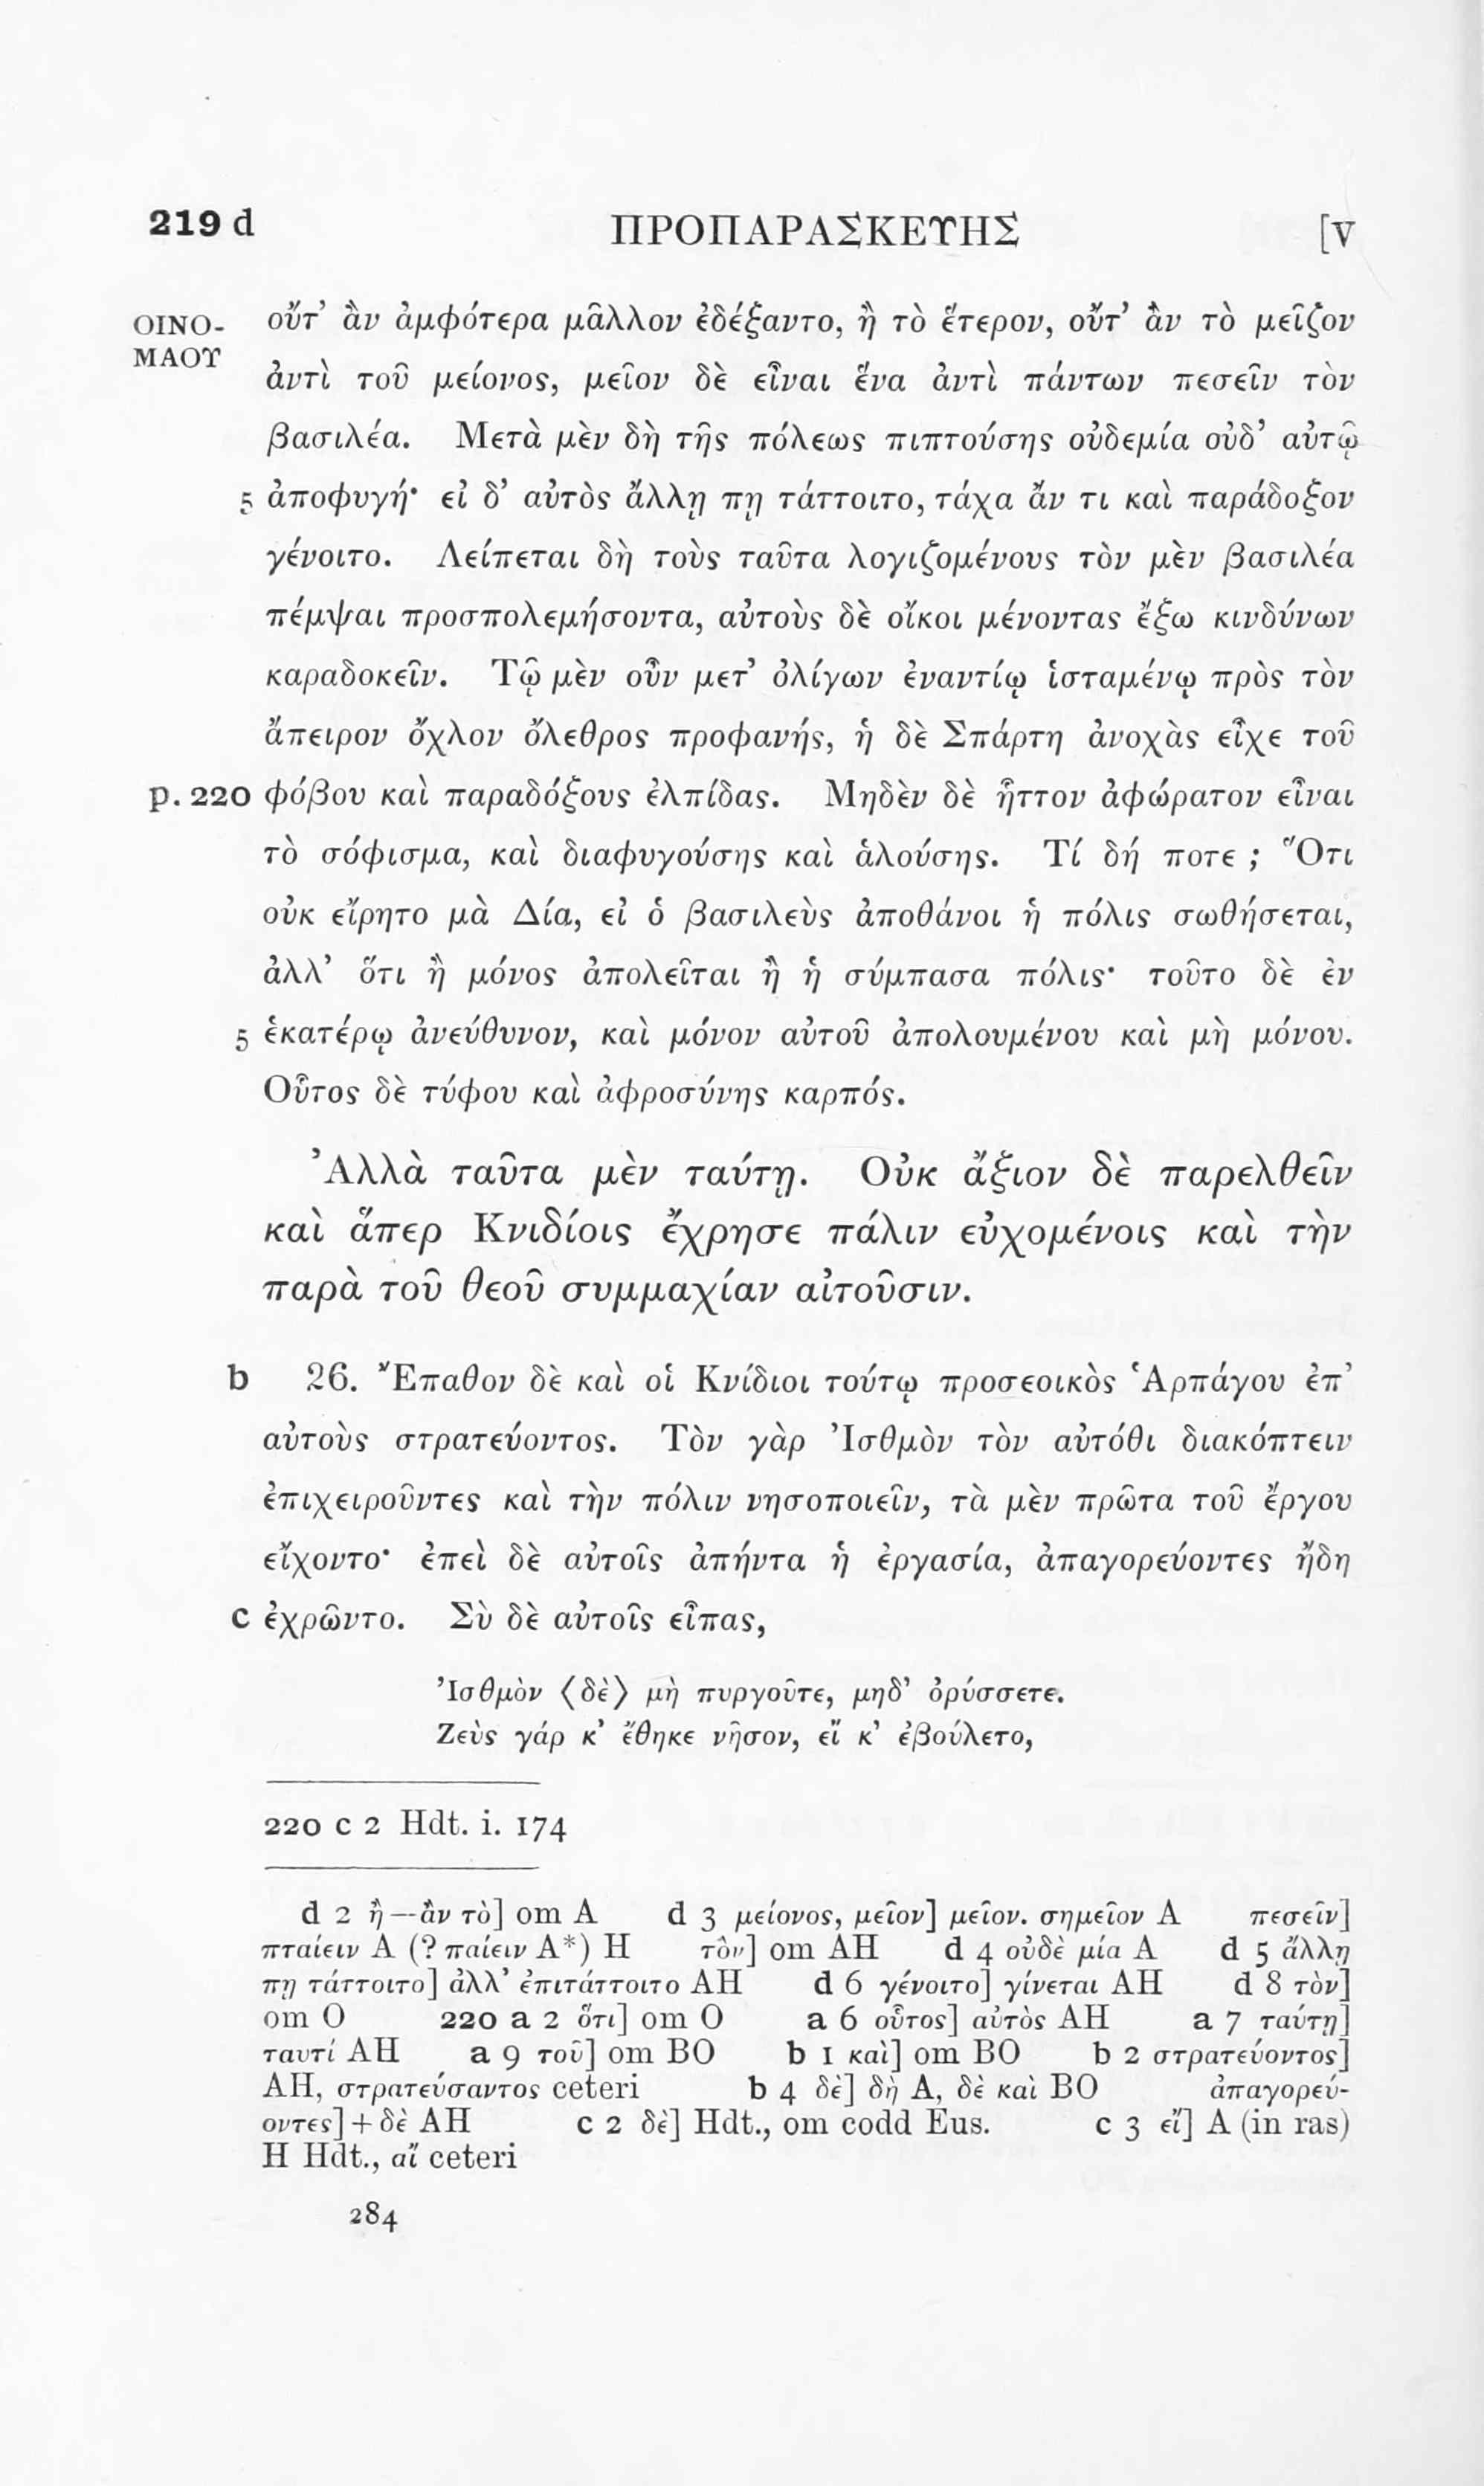 219 d ΠΡΟΠΑΡΑΣΚΕΥΗΣ [V
ΟΙΝΟ- οὔτ’ ἂν ἀμφότερα μᾶλλον ἐδέξαντο, ἢ τὸ ἕτερον, οὔτ’ ἂν τὸ μεῖζον
ΜΑΟΥ ἀντὶ τοῦ μείονος, μεῖον δὲ εἶναι ἕνα ἀντὶ πάντων πεσεῖν τὸν
βασιλέα. Μετὰ μὲν δὴ τῆς πόλεως πιπτούσης οὐδεμία οὐδ’ αὐτῷ
5 ἀποφυγή· εἰ δ’ αὐτὸς ἄλλῃ πῃ τάττοιτο, τάχα ἄν τι καὶ παράδοξον
γένοιτο. Λείπεται δὴ τοὺς ταῦτα λογιζομένους τὸν μὲν βασιλέα
πέμψαι προσπολεμήσοντα, αὐτοὺς δὲ οἴκοι μένοντας ἔξω κινδύνων
καραδοκεῖν. Τῷ μὲν οὖν μετ’ ὀλίγων ἐναντίῳ ἱσταμένῳ πρὸς τὸν
ἄπειρον ὄχλον ὄλεθρος προφανής, ἡ δὲ Σπάρτη ἀνοχὰς εἶχε τοῦ
p. 220 φόβου καὶ παραδόξους ἐλπίδας. Μηδὲν δὲ ἧττον ἀφώρατον εἶναι
τὸ σόφισμα, καὶ διαφυγούσης καὶ ἁλούσης. Τί δή ποτε ; Ὅτι
οὐκ εἴρητο μὰ Δία, εἰ ὁ βασιλεὺς ἀποθάνοι ἡ πόλις σωθήσεται,
ἀλλ’ ὅτι ἢ μόνος ἀπολεῖται ἢ ἡ σύμπασα πόλις· τοῦτο δὲ ἐν
5 ἑκατέρῳ ἀνεύθυνον, καὶ μόνον αὐτοῦ ἀπολουμένου καὶ μὴ μόνου.
Οὗτος δὲ τύφου καὶ ἀφροσύνης καρπός.
Ἀλλὰ ταῦτα μὲν ταύτῃ. Οὐκ ἄξιον δὲ παρελθεῖν
καὶ ἅπερ Κνιδίοις ἔχρησε πάλιν εὐχομένοις καὶ τὴν
παρὰ τοῦ θεοῦ συμμαχίαν αἰτοῦσιν.
b 26. Ἔπαθον δὲ καὶ οἱ Κνίδιοι τούτῳ προσεοικὸς Ἁρπάγου ἐπ’
αὐτοὺς στρατεύοντος. Τὸν γὰρ Ἰσθμὸν τὸν αὐτόθι διακόπτειν
ἐπιχειροῦντες καὶ τὴν πόλιν νησοποιεῖν, τὰ μὲν πρῶτα τοῦ ἔργου
εἴχοντο· ἐπεὶ δὲ αὐτοῖς ἀπήντα ἡ ἐργασία, ἀπαγορεύοντες ἤδη
c ἐχρῶντο. Σὺ δὲ αὐτοῖς εἶπας,
Ἰσθμὸν ⟨δὲ⟩ μὴ πυργοῦτε, μηδ’ ὀρύσσετε.
Ζεὺς γάρ κ’ ἔθηκε νῆσον, εἴ κ’ ἐβούλετο,
220 c 2 Hdt. i. 174
d 2 ἢ—ἂν τὸ] om A d 3 μείονος, μεῖον] μεῖον. σημεῖον A πεσεῖν]
πταίειν A (? παίειν A*) H τὸν] om AH d 4 οὐδὲ μία A d 5 ἄλλῃ
πῃ τάττοιτο] ἀλλ’ ἐπιτάττοιτο AH d 6 γένοιτο] γίνεται AH d 8 τὸν]
om O 220 a 2 ὅτι] om O a 6 οὗτος] αὐτὸς AH a 7 ταύτῃ]
ταυτί AH a 9 τοῦ] om BO b 1 καὶ] om BO b 2 στρατεύοντος]
AH, στρατεύσαντος ceteri b 4 δὲ] δὴ A, δὲ καὶ BO ἀπαγορεύ-
οντες] + δὲ AH c 2 δὲ] Hdt., om codd Eus. c 3 εἴ] A (in ras)
H Hdt., αἴ ceteri
284